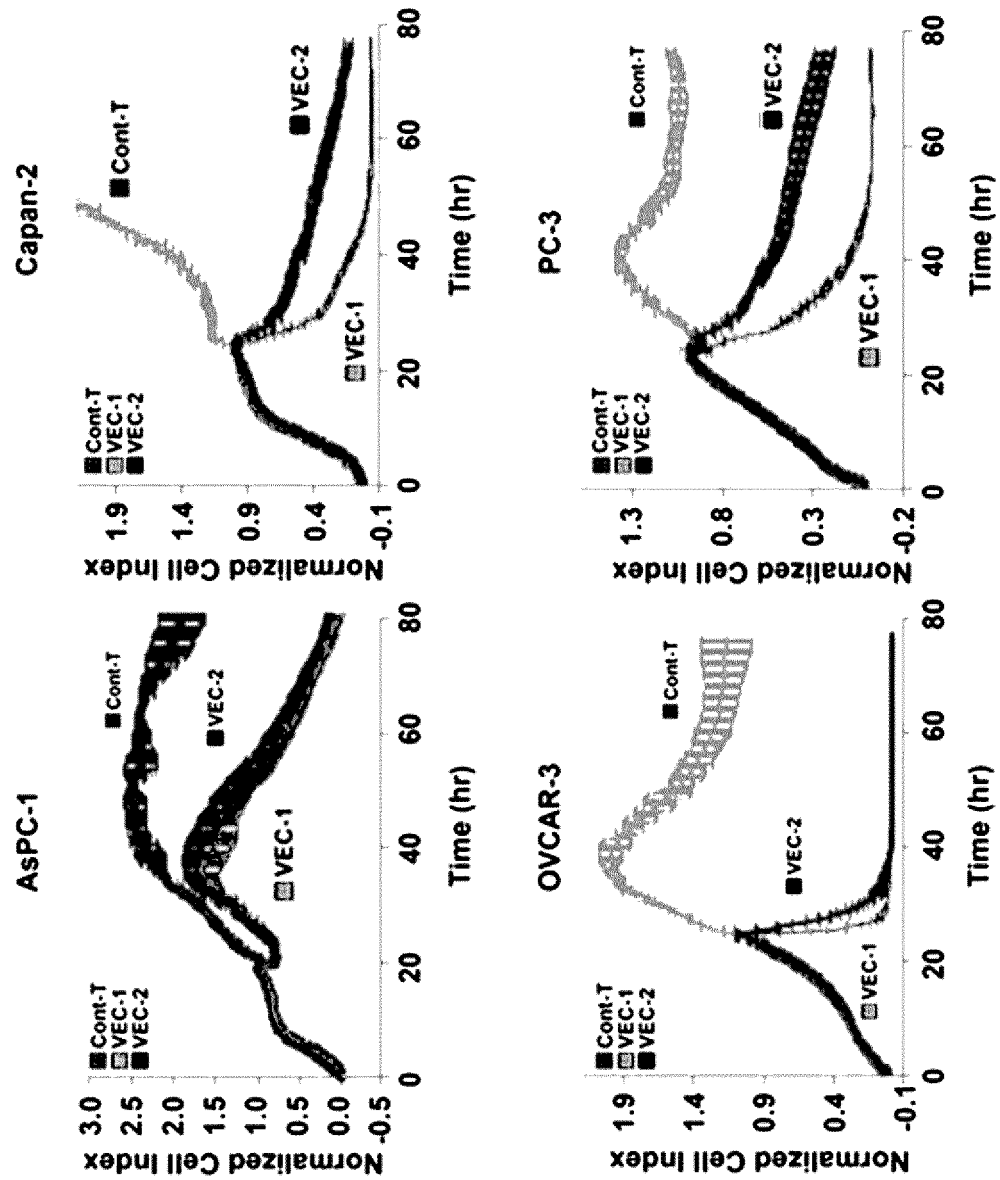 AsPC-1
Normalized Cell Index
3.0
2.5
2.0
1.5
1.0
0.5
0.0
-0.5
Cont-T
VEC-1
VEC-2
Cont-T
VEC-2
VEC-1
0
20
40
60
80
Time (hr)
Capan-2
Normalized Cell Index
1.9
1.4
0.9
0.4
-0.1
Cont-T
VEC-1
VEC-2
Cont-T
VEC-2
VEC-1
0
20
40
60
80
Time (hr)
OVCAR-3
Normalized Cell Index
1.9
1.4
0.9
0.4
-0.1
Cont-T
VEC-1
VEC-2
Cont-T
VEC-2
VEC-1
0
20
40
60
80
Time (hr)
PC-3
Normalized Cell Index
1.3
0.8
0.3
-0.2
Cont-T
VEC-1
VEC-2
Cont-T
VEC-2
VEC-1
0
20
40
60
80
Time (hr)